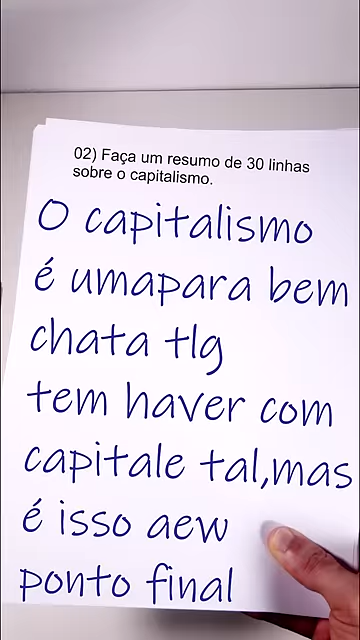 02) Faça um resumo de 30 linhas
sobre o capitalismo.
O capitalismo
é umapara bem
chata tlg
tem haver com
capitale tal,mas
é isso aew
ponto final